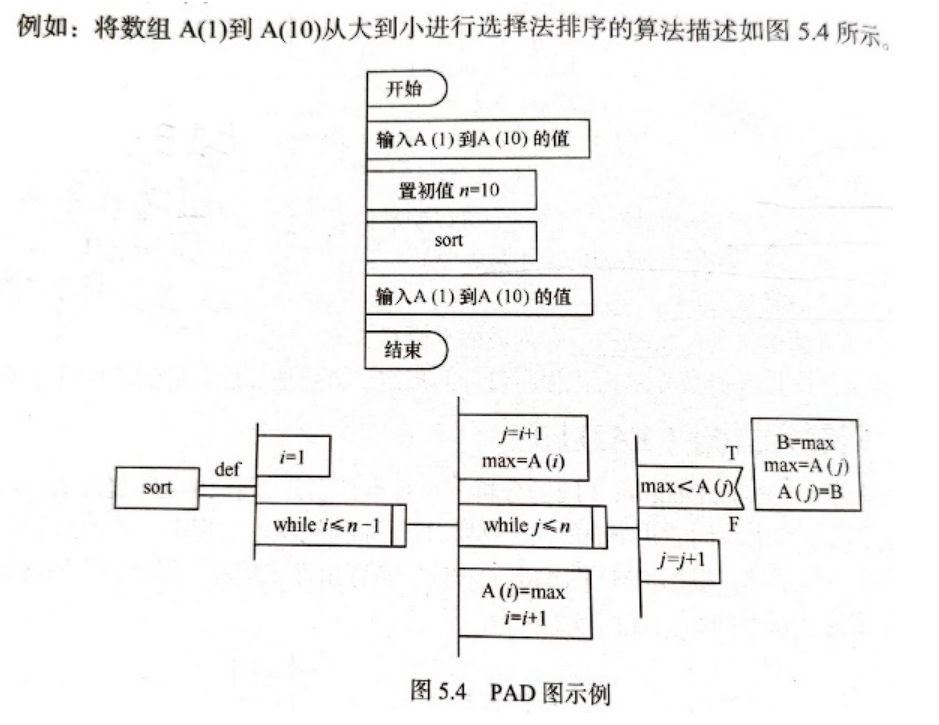 例如：将数组 A(1)到 A(10)从大到小进行选择法排序的算法描述如图 5.4 所示。
开始
输入A (1) 到A (10) 的值
置初值 n=10
sort
输入A (1) 到A (10) 的值
结束
sort
def
i=1
while i≤n-1
j=i+1
max=A (i)
while j≤n
A (i)=max
i=i+1
max<A (j)
T
F
j=j+1
B=max
max=A (j)
A (j)=B
图 5.4 PAD 图示例